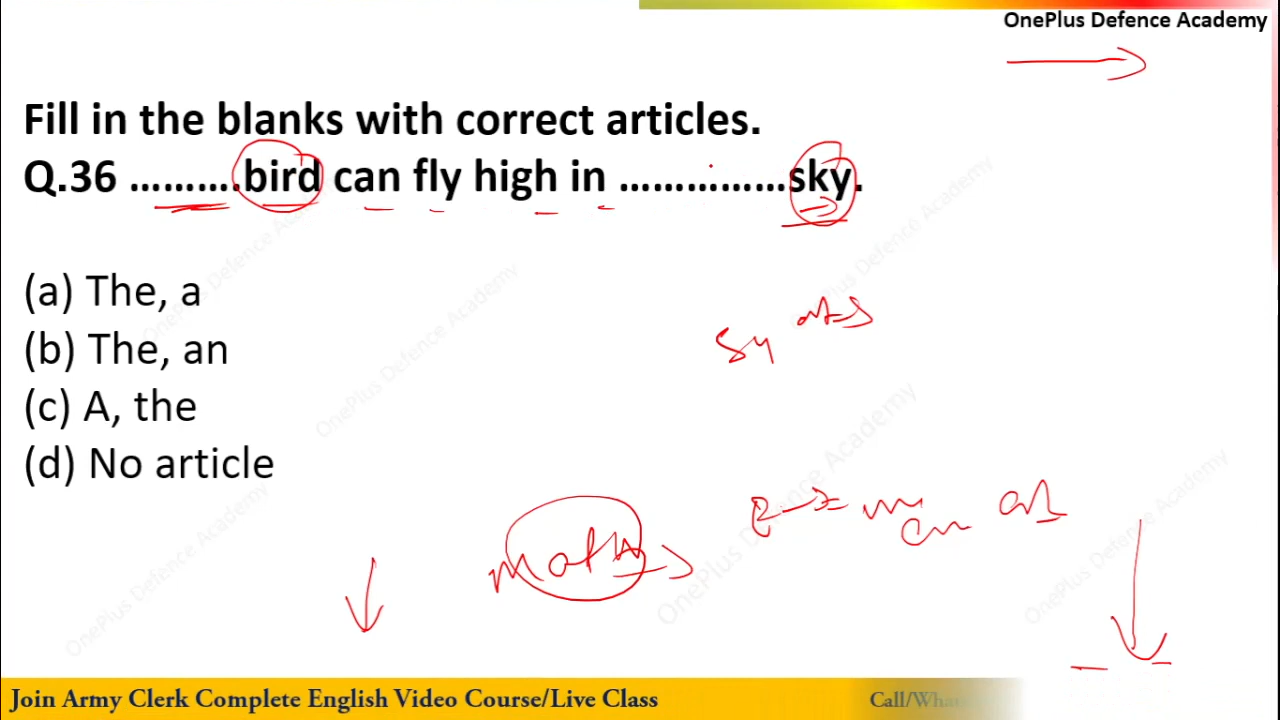 OnePlus Defence Academy
Fill in the blanks with correct articles.
Q.36 ……….bird can fly high in ……………sky.
(a) The, a
(b) The, an
(c) A, the
(d) No article
Join Army Clerk Complete English Video Course/Live Class